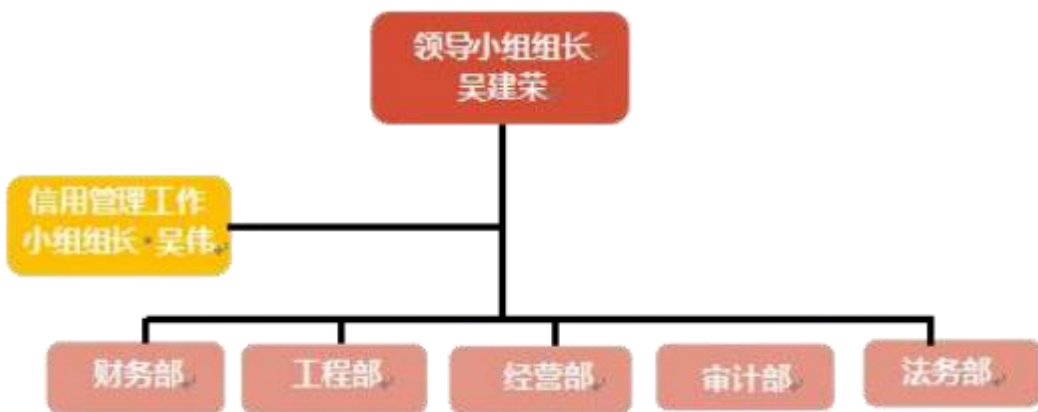 领导小组组长
吴建荣
信用管理工作
小组组长·吴伟
财务部
工程部
经营部
审计部
法务部